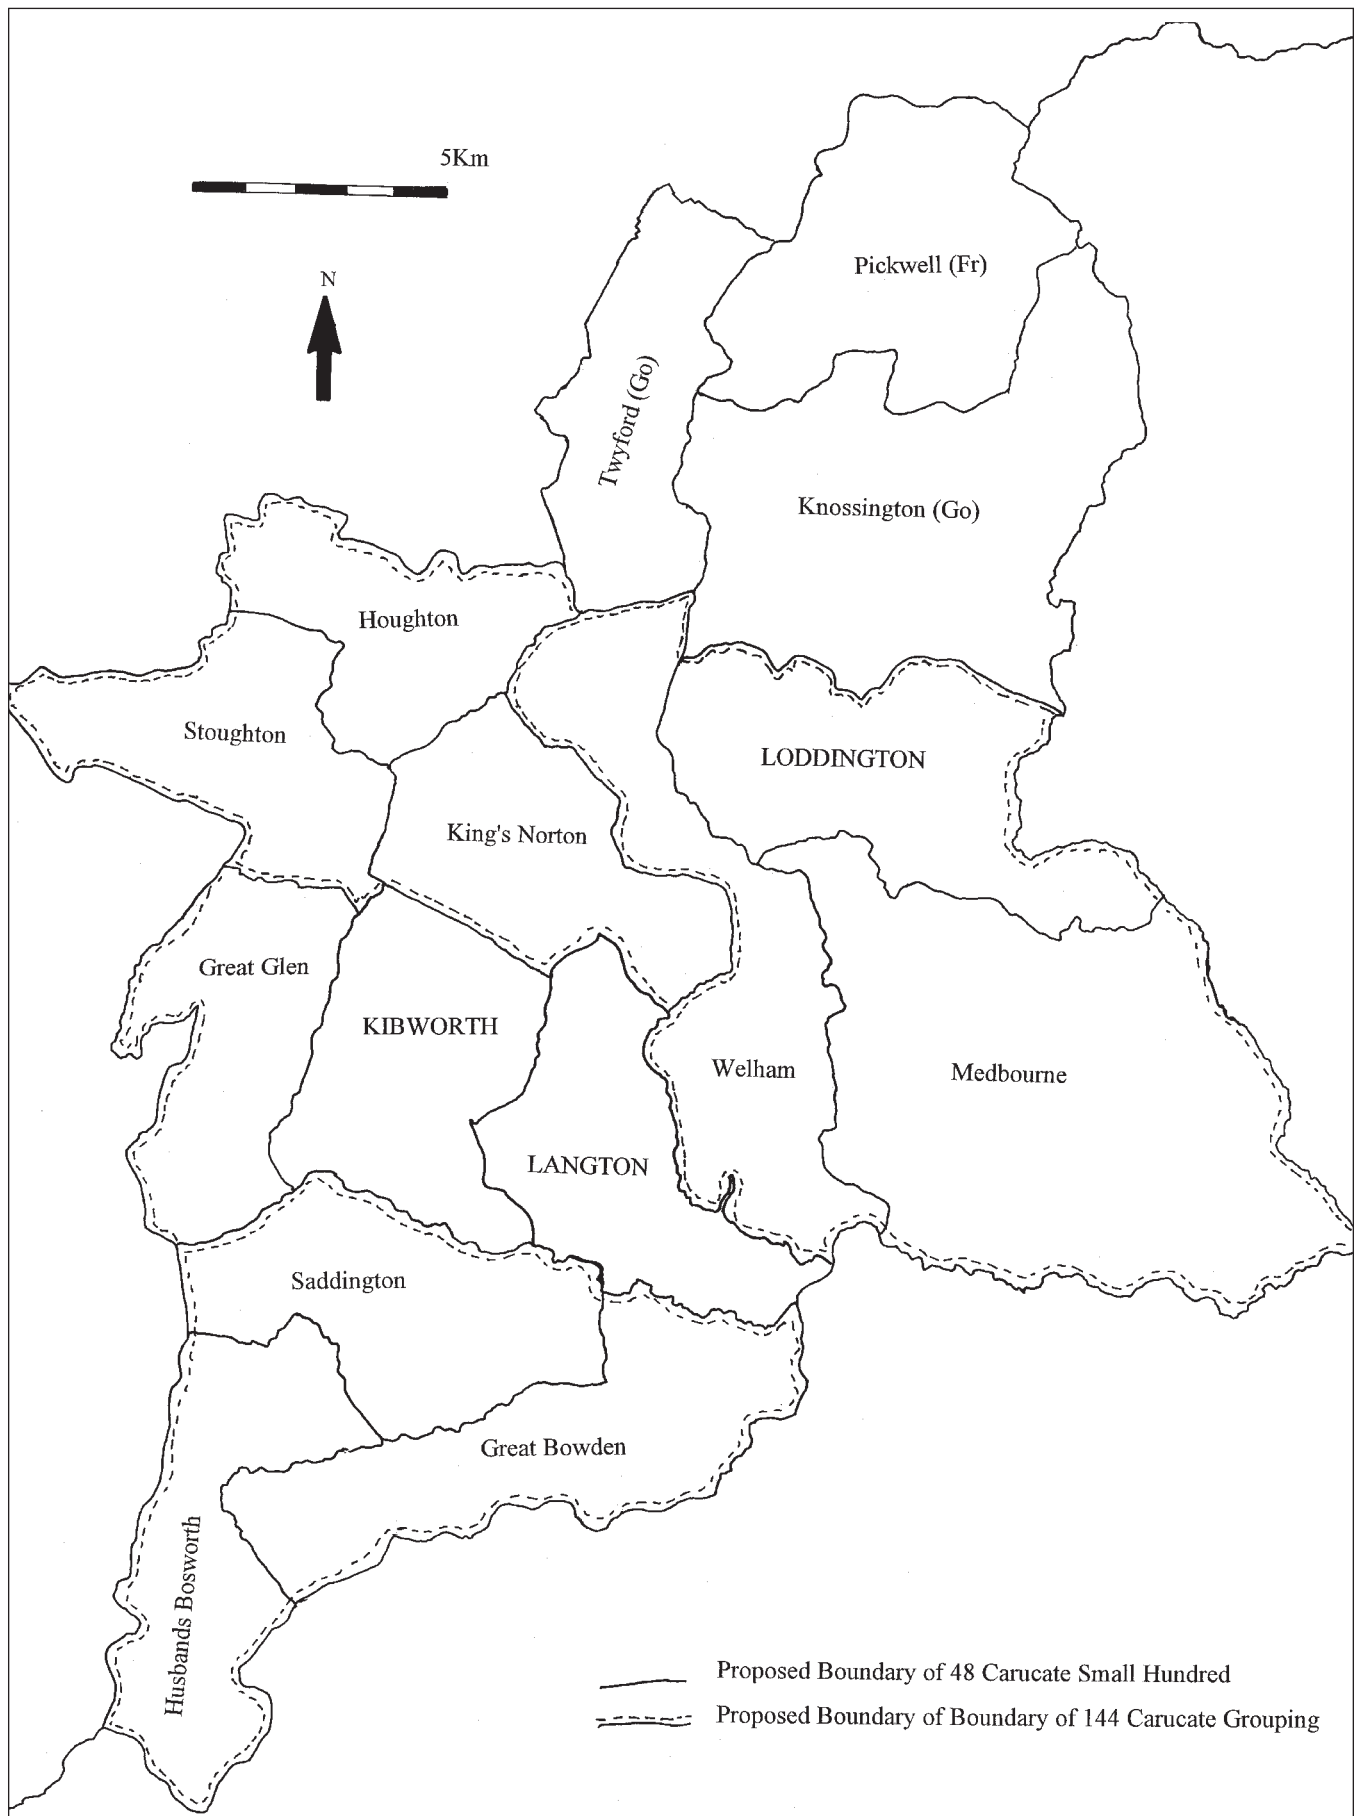 5Km
N
Pickwell (Fr)
Twyford (Go)
Knossington (Go)
Houghton
Stoughton
LODDINGTON
King's Norton
Great Glen
KIBWORTH
Welham
Medbourne
LANGTON
Saddington
Great Bowden
Husbands Bosworth
Proposed Boundary of 48 Carucate Small Hundred
Proposed Boundary of Boundary of 144 Carucate Grouping